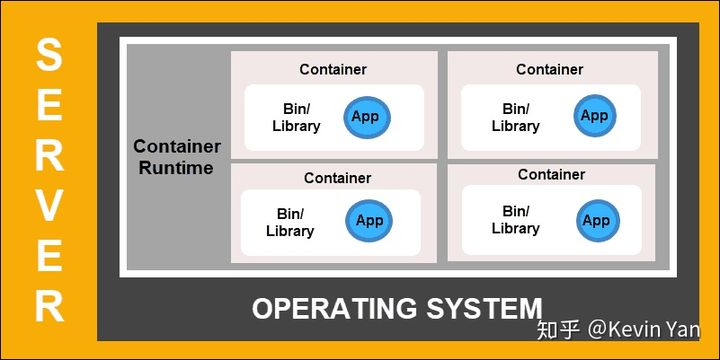 SERVER
Container
Runtime
Container
Bin/
Library
App
Container
Bin/
Library
App
Container
Bin/
Library
App
Container
Bin/
Library
App
OPERATING SYSTEM
知乎 @Kevin Yan